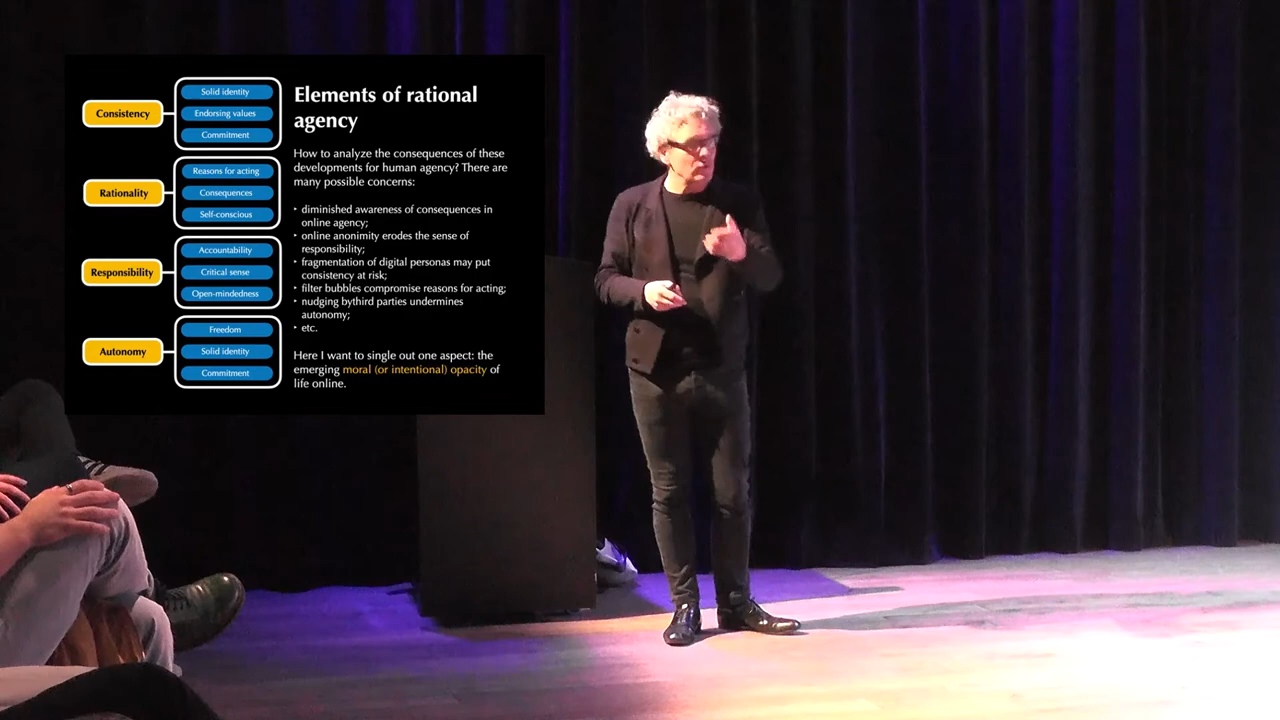 Consistency
Solid identity
Endorsing values
Commitment
Rationality
Reasons for acting
Consequences
Self-conscious
Responsibility
Accountability
Critical sense
Open-mindedness
Autonomy
Freedom
Solid identity
Commitment
Elements of rational
agency
How to analyze the consequences of these
developments for human agency? There are
many possible concerns:
• diminished awareness of consequences in
online agency;
• online anonimity erodes the sense of
responsibility;
• fragmentation of digital personas may put
consistency at risk;
• filter bubbles compromise reasons for acting;
• nudging bythird parties undermines
autonomy;
• etc.
Here I want to single out one aspect: the
emerging moral (or intentional) opacity of
life online.